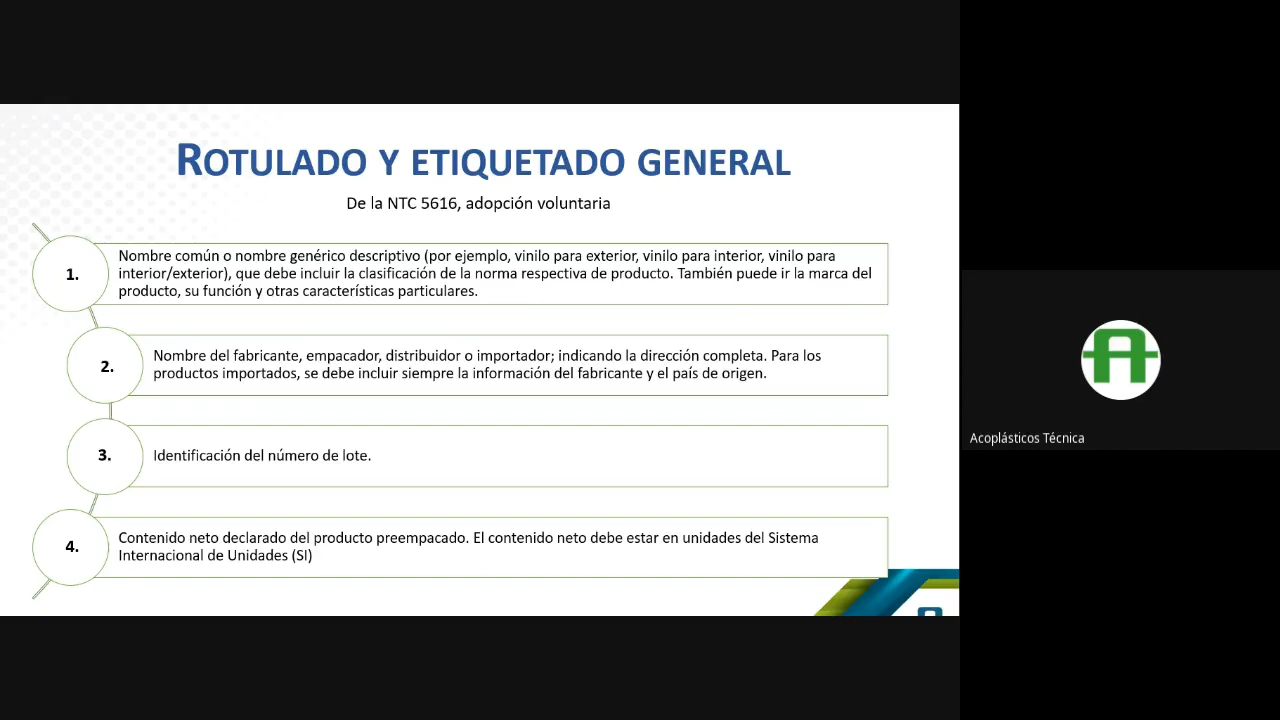 ROTULADO Y ETIQUETADO GENERAL
De la NTC 5616, adopción voluntaria
1.
Nombre común o nombre genérico descriptivo (por ejemplo, vinilo para exterior, vinilo para interior, vinilo para
interior/exterior), que debe incluir la clasificación de la norma respectiva de producto. También puede ir la marca del
producto, su función y otras características particulares.
2.
Nombre del fabricante, empacador, distribuidor o importador; indicando la dirección completa. Para los
productos importados, se debe incluir siempre la información del fabricante y el país de origen.
3.
Identificación del número de lote.
4.
Contenido neto declarado del producto preempacado. El contenido neto debe estar en unidades del Sistema
Internacional de Unidades (SI)
Acoplásticos Técnica